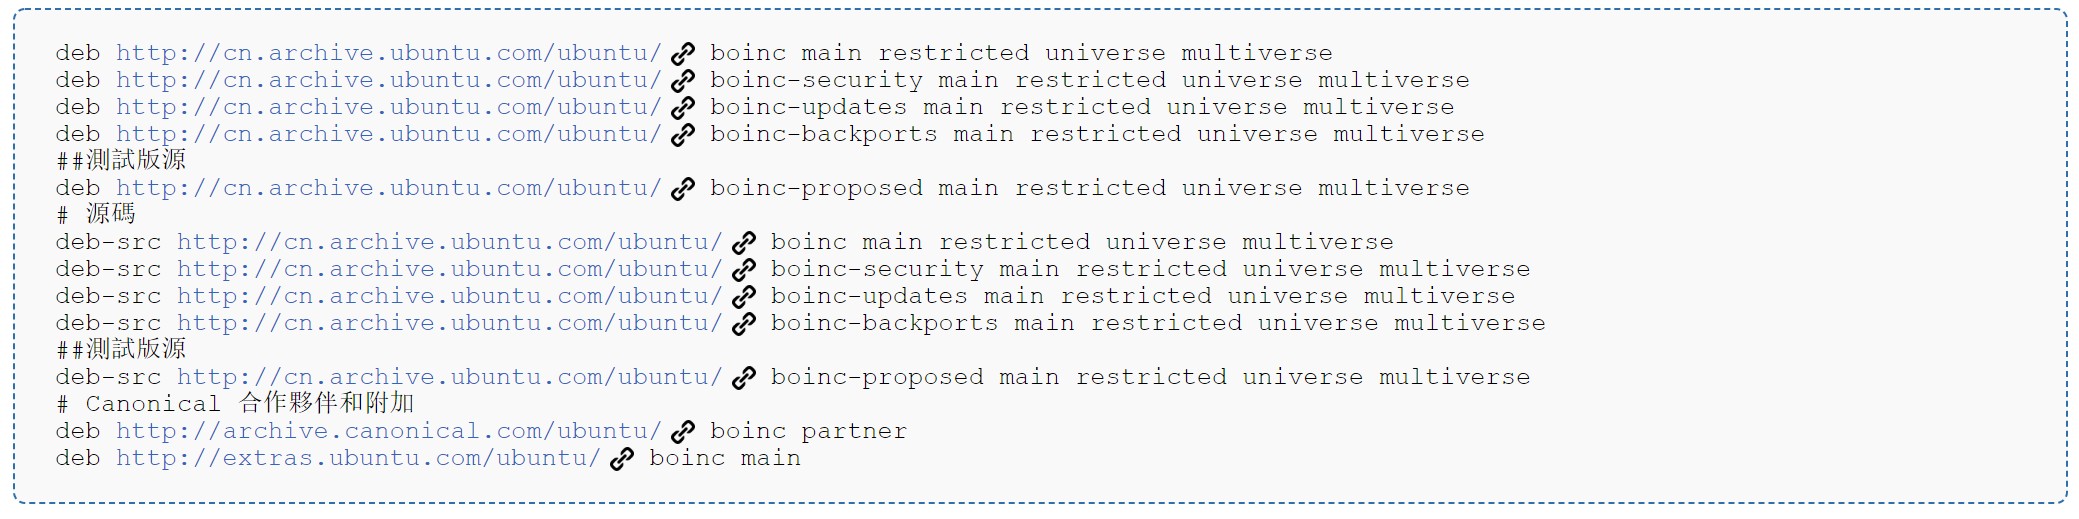 deb http://cn.archive.ubuntu.com/ubuntu/ boinc main restricted universe multiverse
deb http://cn.archive.ubuntu.com/ubuntu/ boinc-security main restricted universe multiverse
deb http://cn.archive.ubuntu.com/ubuntu/ boinc-updates main restricted universe multiverse
deb http://cn.archive.ubuntu.com/ubuntu/ boinc-backports main restricted universe multiverse
##測試版源
deb http://cn.archive.ubuntu.com/ubuntu/ boinc-proposed main restricted universe multiverse
# 源碼
deb-src http://cn.archive.ubuntu.com/ubuntu/ boinc main restricted universe multiverse
deb-src http://cn.archive.ubuntu.com/ubuntu/ boinc-security main restricted universe multiverse
deb-src http://cn.archive.ubuntu.com/ubuntu/ boinc-updates main restricted universe multiverse
deb-src http://cn.archive.ubuntu.com/ubuntu/ boinc-backports main restricted universe multiverse
##測試版源
deb-src http://cn.archive.ubuntu.com/ubuntu/ boinc-proposed main restricted universe multiverse
# Canonical 合作夥伴和附加
deb http://archive.canonical.com/ubuntu/ boinc partner
deb http://extras.ubuntu.com/ubuntu/ boinc main